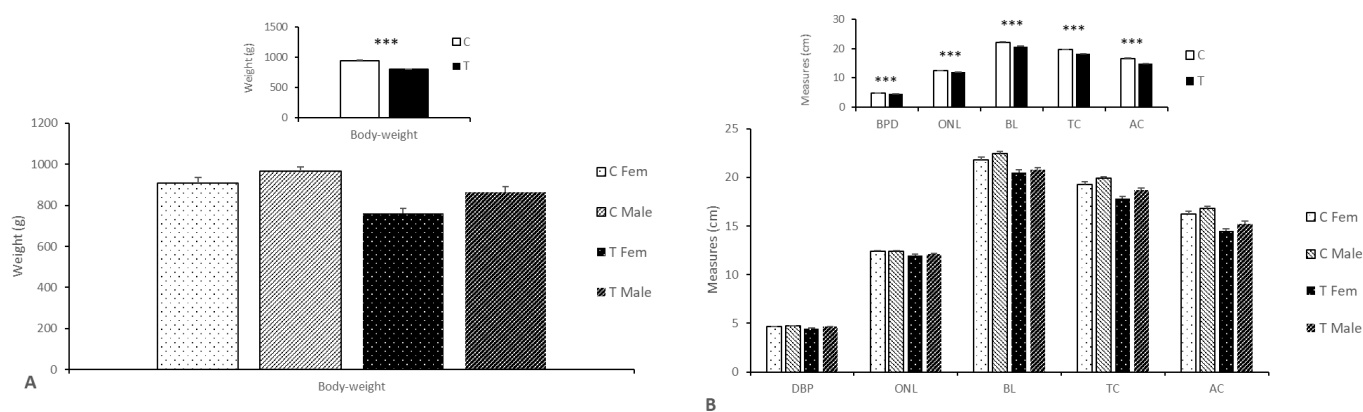 1500
1000
500
0
Weight (g)
***
Body-weight
C
T
1200
1000
800
600
400
200
0
Weight (g)
Body-weight
C Fem
C Male
T Fem
T Male
A
30
20
10
0
Measures (cm)
***
***
***
***
***
BPD ONL BL TC AC
C
T
25
20
15
10
5
0
Measures (cm)
DBP ONL BL TC AC
C Fem
C Male
T Fem
T Male
B